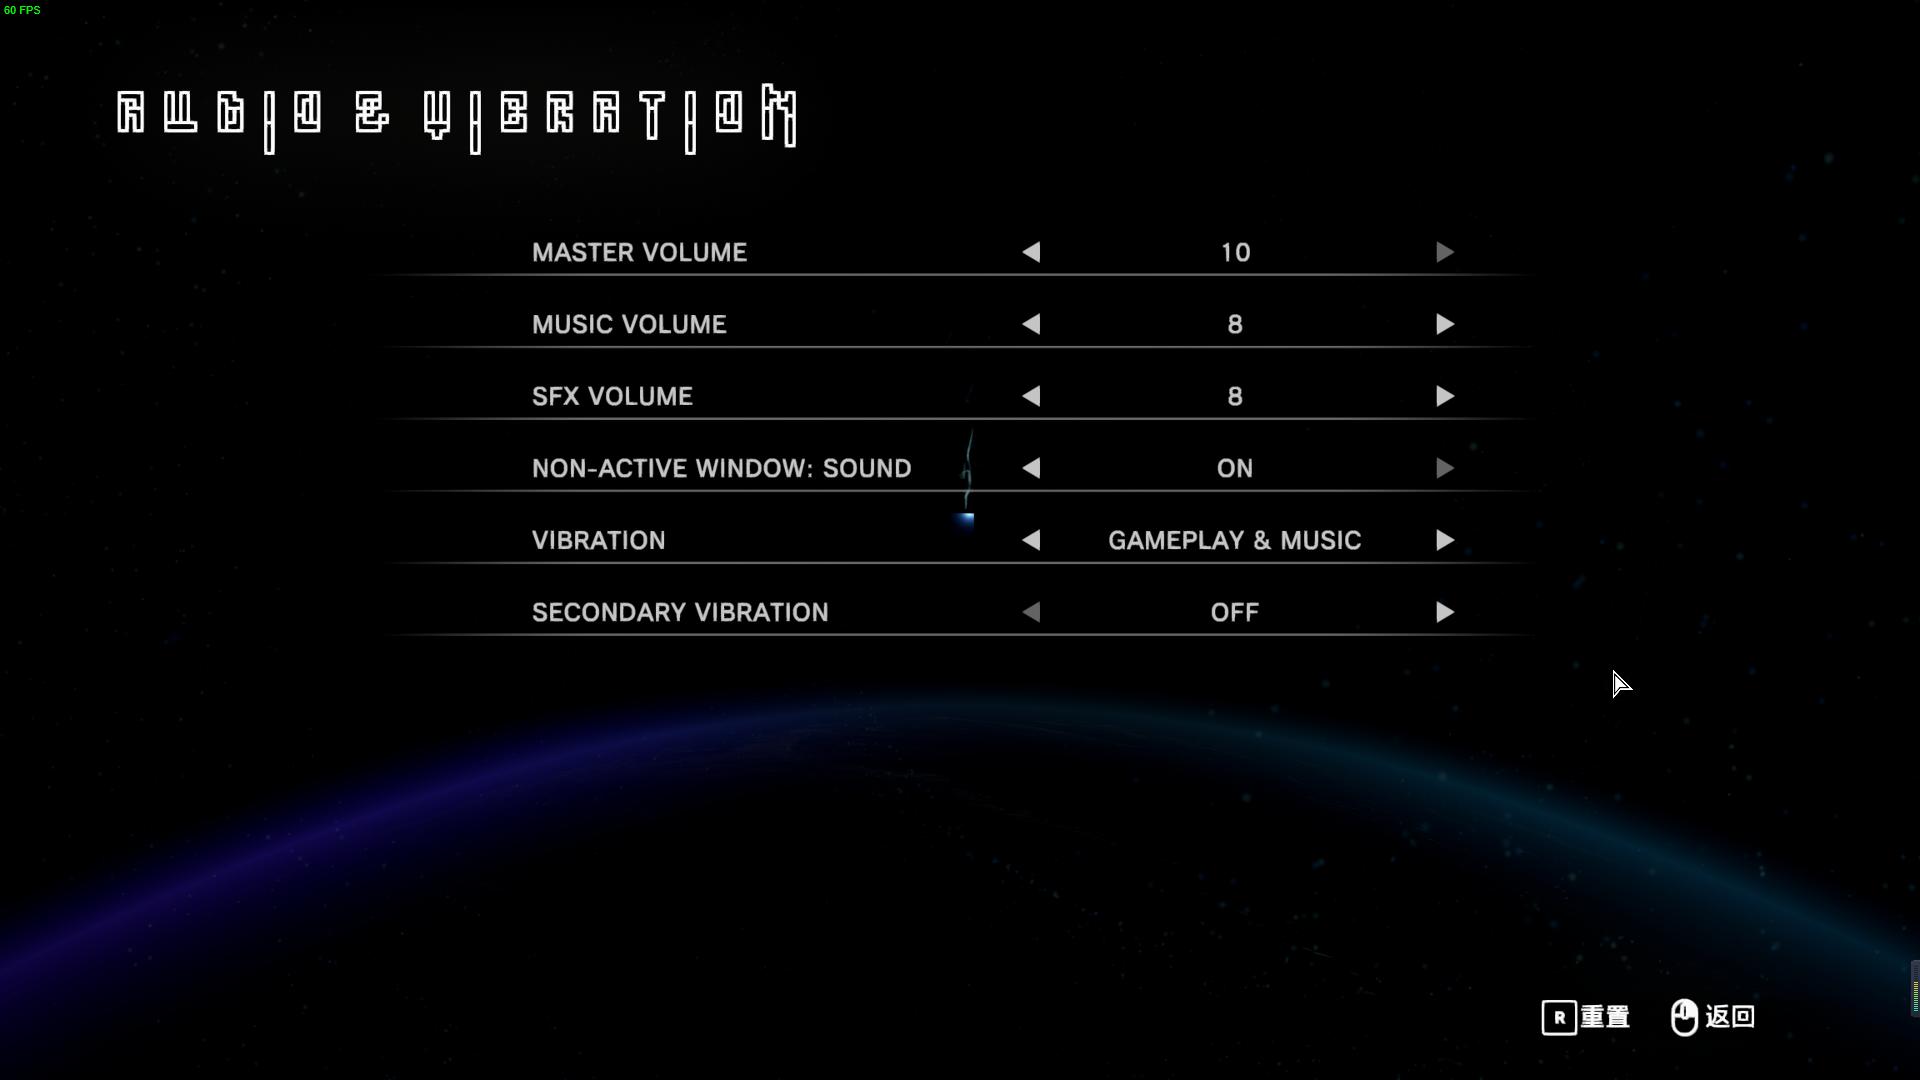 60 FPS
AUDIO & VIBRATION
MASTER VOLUME 10
MUSIC VOLUME 8
SFX VOLUME 8
NON-ACTIVE WINDOW: SOUND ON
VIBRATION GAMEPLAY & MUSIC
SECONDARY VIBRATION OFF
R 重置 返回